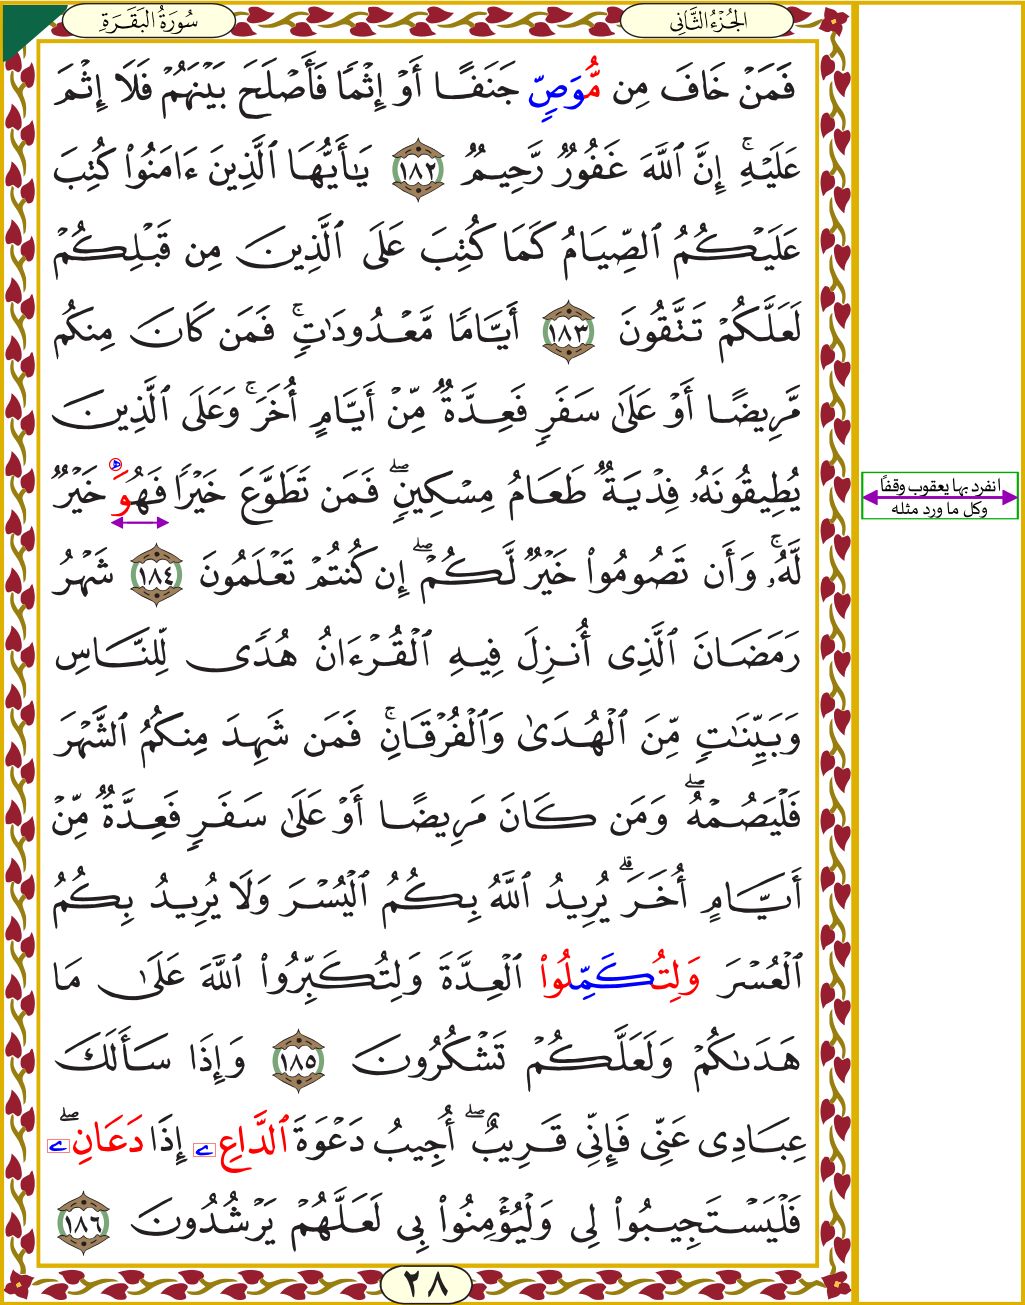 الجُزْءُ الثَّانِي
سُورَةُ البَقَرَةِ
فَمَنْ خَافَ مِن مُّوَصٍّ جَنَفًا أَوْ إِثْمًا فَأَصْلَحَ بَيْنَهُمْ فَلَا إِثْمَ
عَلَيْهِۚ إِنَّ ٱللَّهَ غَفُورٌ رَّحِيمٌ ١٨٢ يَٰٓأَيُّهَا ٱلَّذِينَ ءَامَنُوا۟ كُتِبَ
عَلَيْكُمُ ٱلصِّيَامُ كَمَا كُتِبَ عَلَى ٱلَّذِينَ مِن قَبْلِكُمْ
لَعَلَّكُمْ تَتَّقُونَ ١٨٣ أَيَّامًا مَّعْدُودَٰتٍۚ فَمَن كَانَ مِنكُم
مَّرِيضًا أَوْ عَلَىٰ سَفَرٍ فَعِدَّةٌ مِّنْ أَيَّامٍ أُخَرَۚ وَعَلَى ٱلَّذِينَ
يُطِيقُونَهُۥ فِدْيَةٌ طَعَامُ مِسْكِينٍۖ فَمَن تَطَوَّعَ خَيْرًا فَهُوَ ه خَيْرٌ
انفرد بها يعقوب وقفًا
وكل ما ورد مثله
لَّهُۥۚ وَأَن تَصُومُوا۟ خَيْرٌ لَّكُمْۖ إِن كُنتُمْ تَعْلَمُونَ ١٨٤ شَهْرُ
رَمَضَانَ ٱلَّذِى أُنزِلَ فِيهِ ٱلْقُرْءَانُ هُدًى لِّلنَّاسِ
وَبَيِّنَٰتٍ مِّنَ ٱلْهُدَىٰ وَٱلْفُرْقَانِۚ فَمَن شَهِدَ مِنكُمُ ٱلشَّهْرَ
فَلْيَصُمْهُۖ وَمَن كَانَ مَرِيضًا أَوْ عَلَىٰ سَفَرٍ فَعِدَّةٌ مِّنْ
أَيَّامٍ أُخَرَۗ يُرِيدُ ٱللَّهُ بِكُمُ ٱلْيُسْرَ وَلَا يُرِيدُ بِكُمُ
ٱلْعُسْرَ وَلِتُكَمِّلُوا۟ ٱلْعِدَّةَ وَلِتُكَبِّرُوا۟ ٱللَّهَ عَلَىٰ مَا
هَدَىٰكُمْ وَلَعَلَّكُمْ تَشْكُرُونَ ١٨٥ وَإِذَا سَأَلَكَ
عِبَادِى عَنِّى فَإِنِّى قَرِيبٌۖ أُجِيبُ دَعْوَةَ ٱلدَّاعِ ے إِذَا دَعَانِۖ ے
فَلْيَسْتَجِيبُوا۟ لِى وَلْيُؤْمِنُوا۟ بِى لَعَلَّهُمْ يَرْشُدُونَ ١٨٦
٢٨